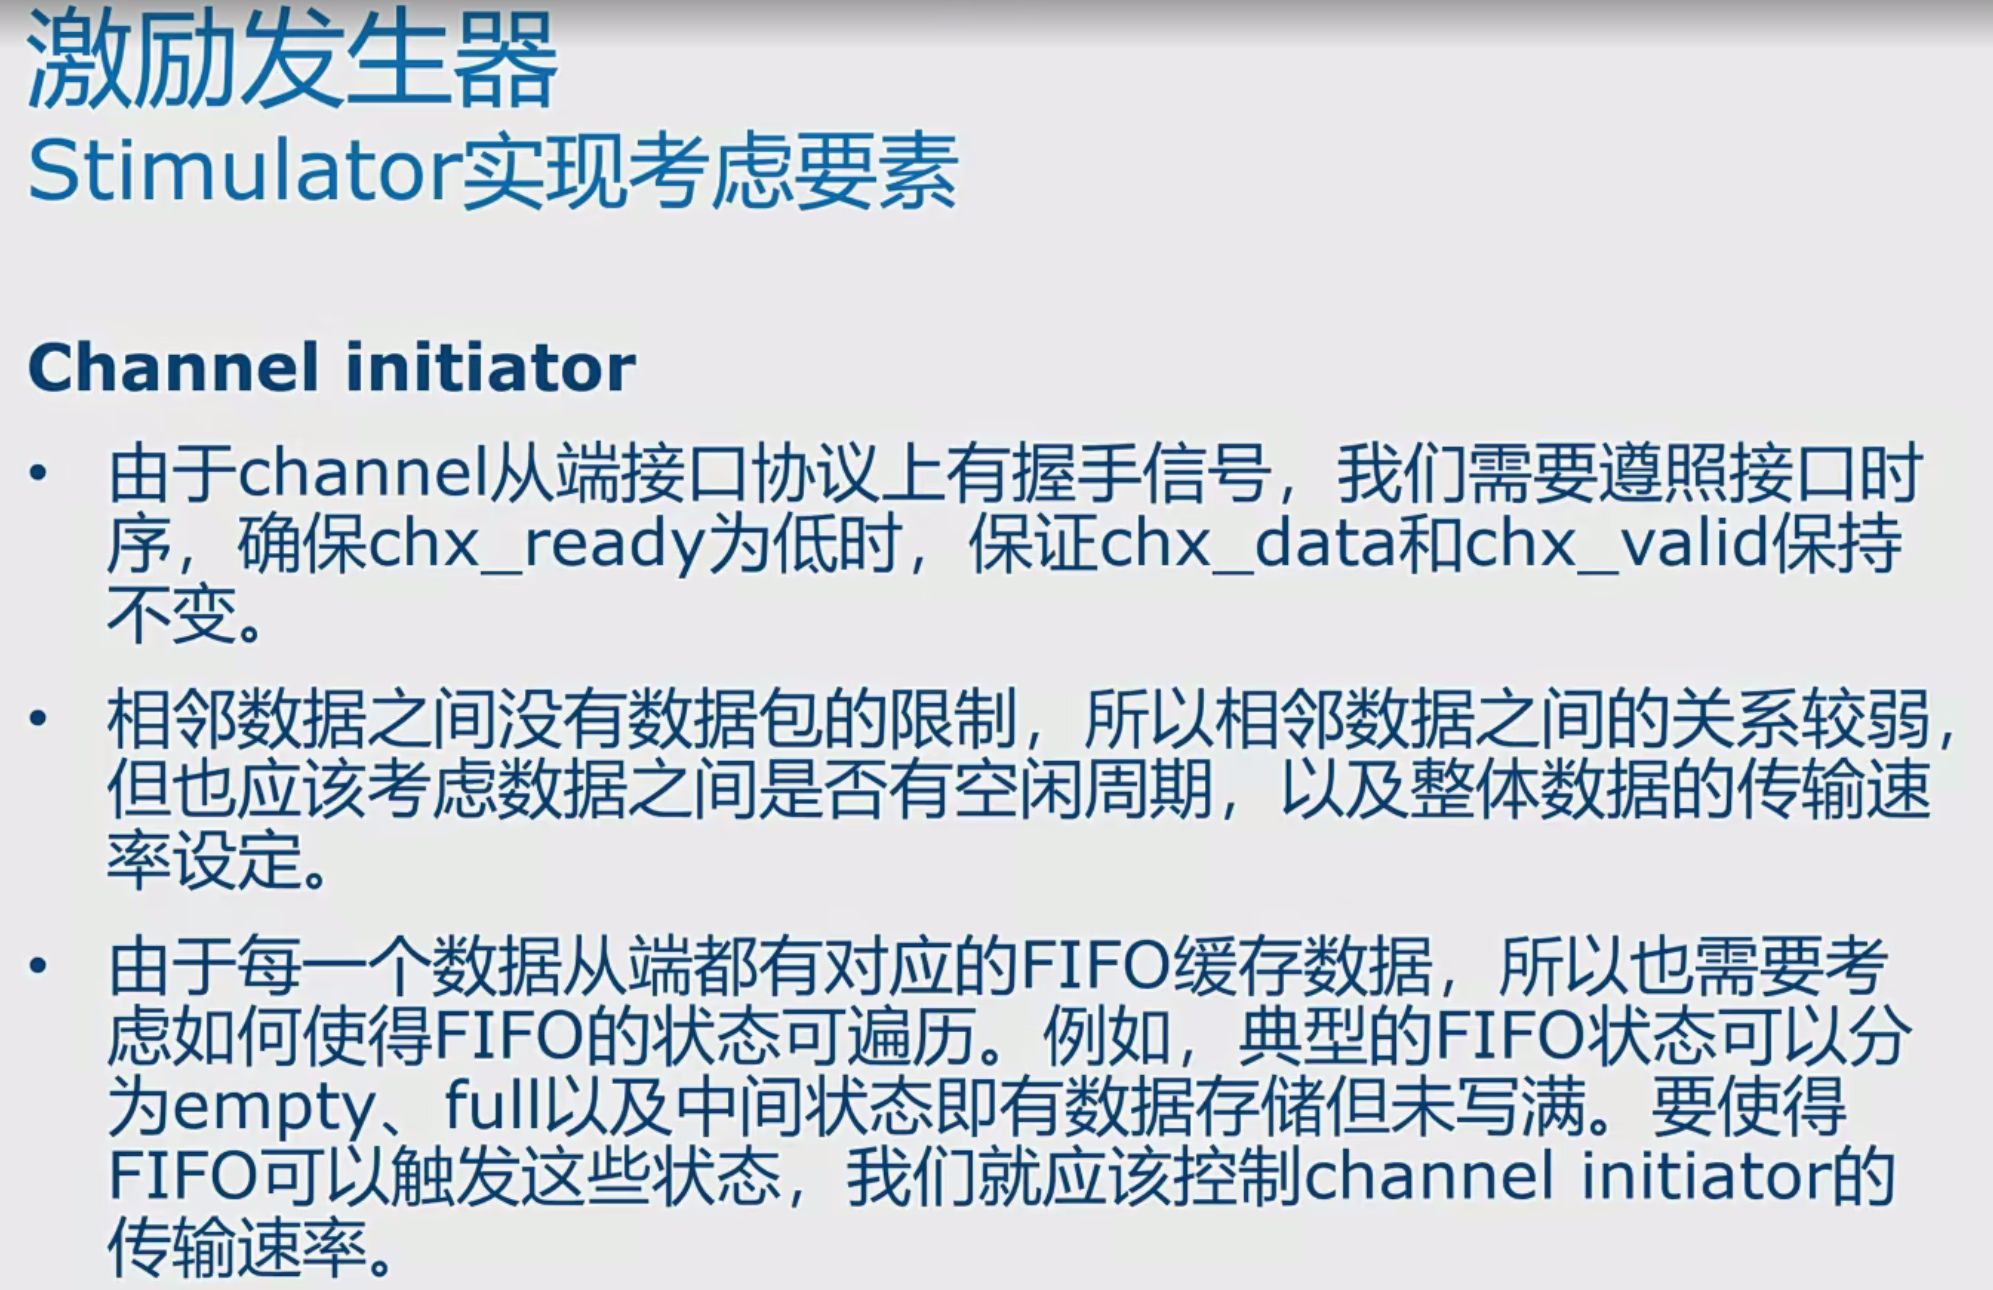 激励发生器
Stimulator实现考虑要素
Channel initiator
• 由于channel从端接口协议上有握手信号，我们需要遵照接口时
序，确保chx_ready为低时，保证chx_data和chx_valid保持
不变。
• 相邻数据之间没有数据包的限制，所以相邻数据之间的关系较弱，
但也应该考虑数据之间是否有空闲周期，以及整体数据的传输速
率设定。
• 由于每一个数据从端都有对应的FIFO缓存数据，所以也需要考
虑如何使得FIFO的状态可遍历。例如，典型的FIFO状态可以分
为empty、full以及中间状态即有数据存储但未写满。要使得
FIFO可以触发这些状态，我们就应该控制channel initiator的
传输速率。